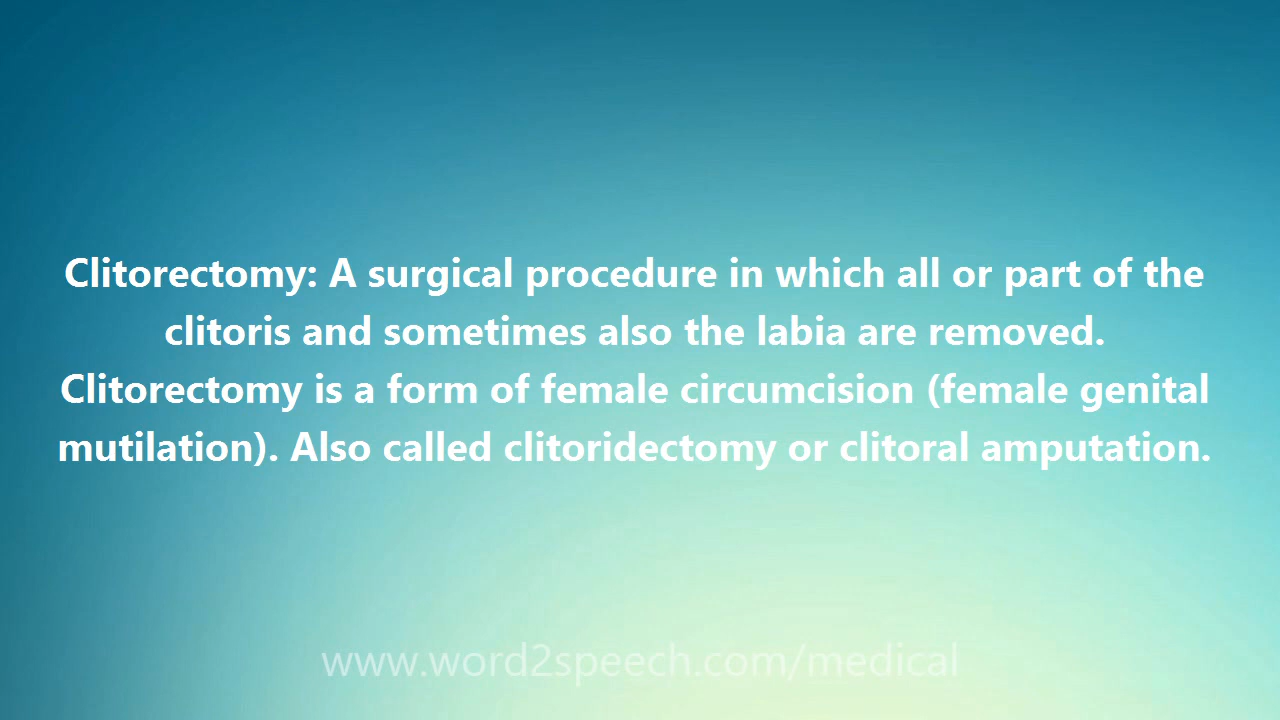 Clitorectomy: A surgical procedure in which all or part of the
clitoris and sometimes also the labia are removed.
Clitorectomy is a form of female circumcision (female genital
mutilation). Also called clitoridectomy or clitoral amputation.
www.word2speech.com/medical